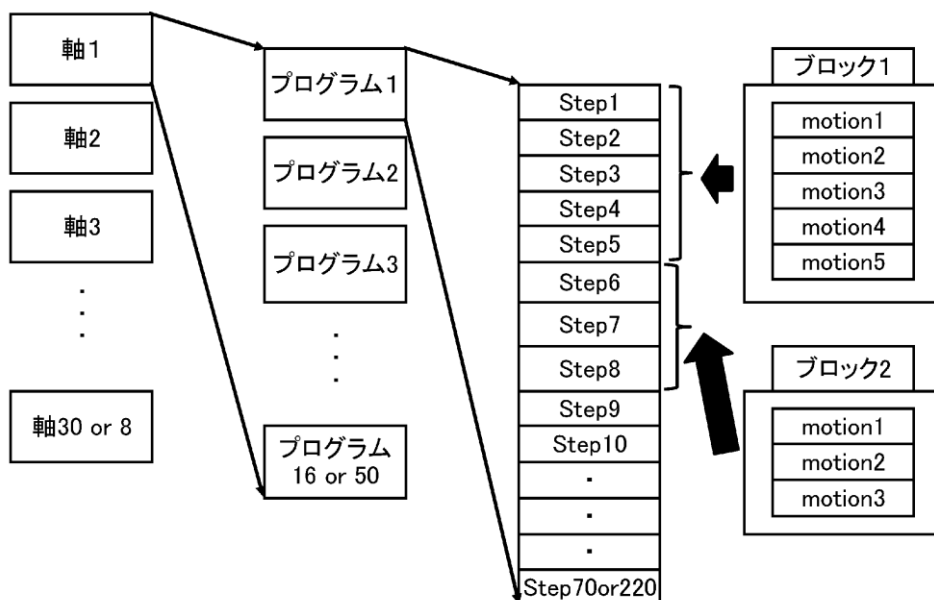 軸1
軸2
軸3
・
・
・
軸30 or 8
プログラム1
プログラム2
プログラム3
・
・
・
プログラム
16 or 50
Step1
Step2
Step3
Step4
Step5
Step6
Step7
Step8
Step9
Step10
・
・
・
Step70or220
ブロック1
motion1
motion2
motion3
motion4
motion5
ブロック2
motion1
motion2
motion3